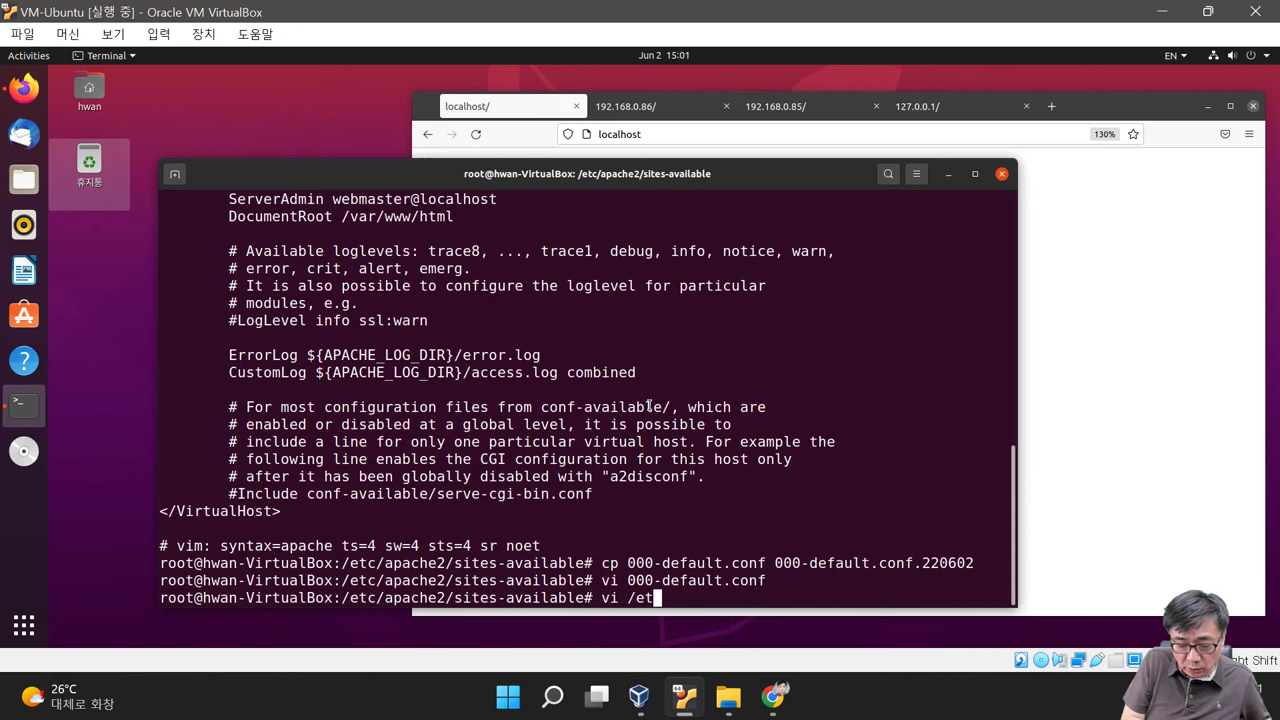 VM-Ubuntu [실행 중] - Oracle VM VirtualBox
파일 머신 보기 입력 장치 도움말
Activities Terminal Jun 2 15:01 EN
hwan
휴지통
localhost/ 192.168.0.86/ 192.168.0.85/ 127.0.0.1/
localhost 130%
root@hwan-VirtualBox: /etc/apache2/sites-available
ServerAdmin webmaster@localhost
DocumentRoot /var/www/html
# Available loglevels: trace8, ..., trace1, debug, info, notice, warn,
# error, crit, alert, emerg.
# It is also possible to configure the loglevel for particular
# modules, e.g.
#LogLevel info ssl:warn
ErrorLog ${APACHE_LOG_DIR}/error.log
CustomLog ${APACHE_LOG_DIR}/access.log combined
# For most configuration files from conf-available/, which are
# enabled or disabled at a global level, it is possible to
# include a line for only one particular virtual host. For example the
# following line enables the CGI configuration for this host only
# after it has been globally disabled with "a2disconf".
#Include conf-available/serve-cgi-bin.conf
</VirtualHost>
# vim: syntax=apache ts=4 sw=4 sts=4 sr noet
root@hwan-VirtualBox:/etc/apache2/sites-available# cp 000-default.conf 000-default.conf.220602
root@hwan-VirtualBox:/etc/apache2/sites-available# vi 000-default.conf
root@hwan-VirtualBox:/etc/apache2/sites-available# vi /et
Shift
26°C
대체로 화창